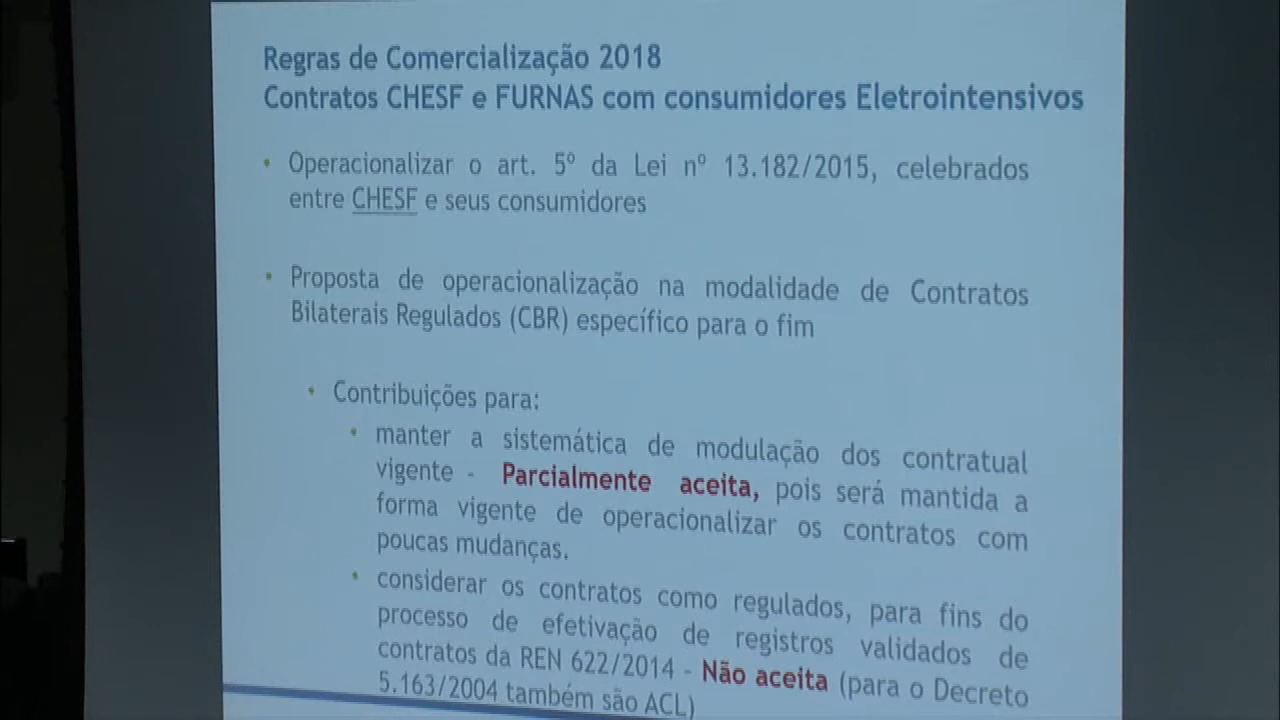 Regras de Comercialização 2018
Contratos CHESF e FURNAS com consumidores Eletrointensivos
• Operacionalizar o art. 5º da Lei nº 13.182/2015, celebrados
entre CHESF e seus consumidores
• Proposta de operacionalização na modalidade de Contratos
Bilaterais Regulados (CBR) específico para o fim
• Contribuições para:
• manter a sistemática de modulação dos contratual
vigente - Parcialmente aceita, pois será mantida a
forma vigente de operacionalizar os contratos com
poucas mudanças.
• considerar os contratos como regulados, para fins do
processo de efetivação de registros validados de
contratos da REN 622/2014 - Não aceita (para o Decreto
5.163/2004 também são ACL)